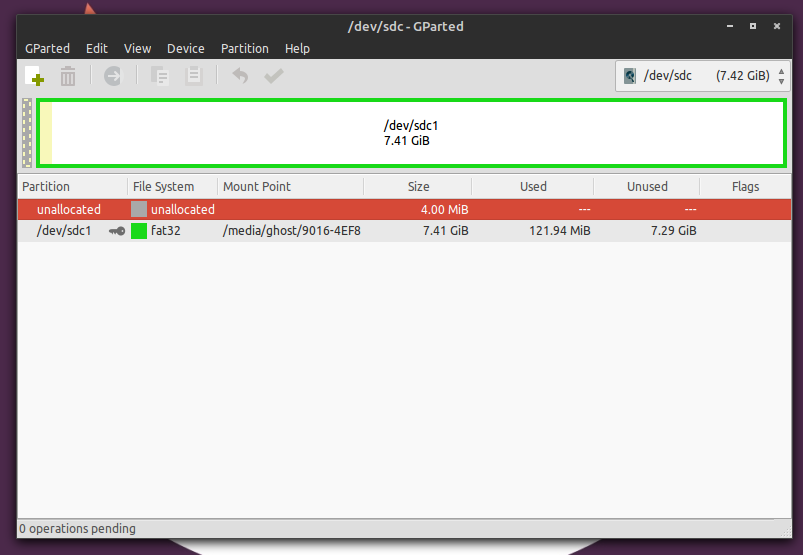 /dev/sdc - GParted
GParted Edit View Device Partition Help
/dev/sdc (7.42 GiB)
/dev/sdc1
7.41 GiB
Partition File System Mount Point Size Used Unused Flags
unallocated unallocated 4.00 MiB --- ---
/dev/sdc1 fat32 /media/ghost/9016-4EF8 7.41 GiB 121.94 MiB 7.29 GiB
0 operations pending